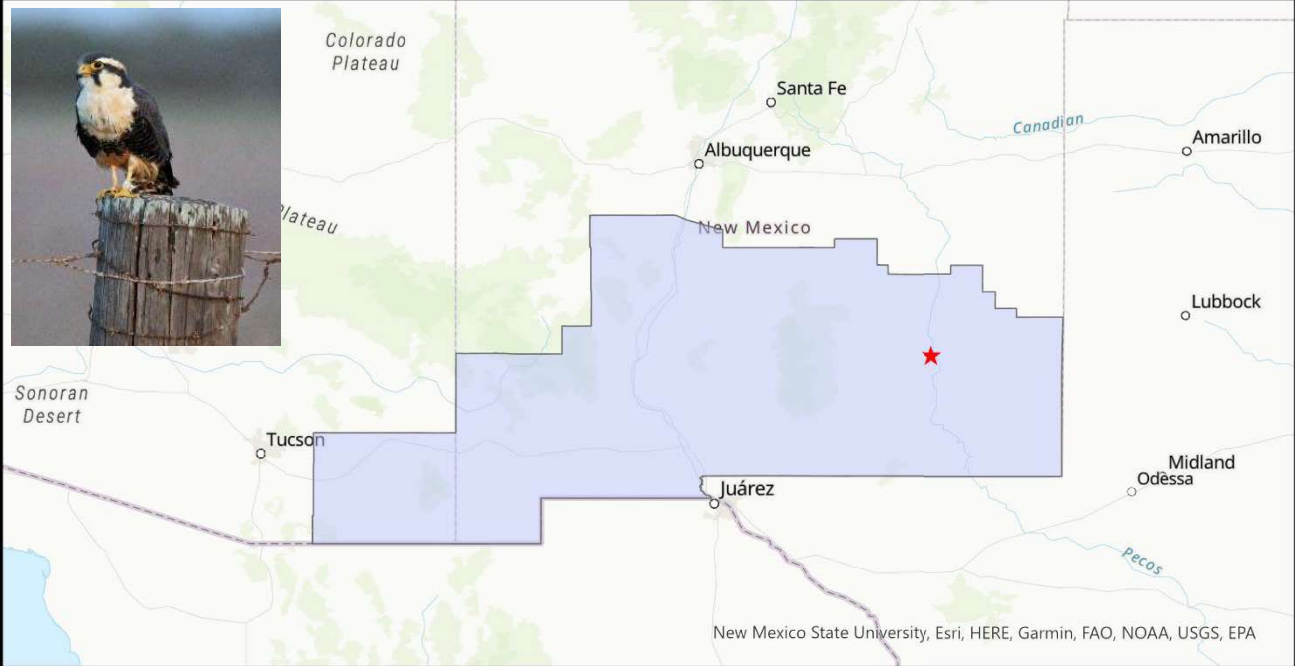 Colorado
Plateau
Santa Fe
Canadian
Amarillo
Albuquerque
Plateau
New Mexico
Lubbock
Sonoran
Desert
Tucson
Midland
Odessa
Juárez
Pecos
New Mexico State University, Esri, HERE, Garmin, FAO, NOAA, USGS, EPA